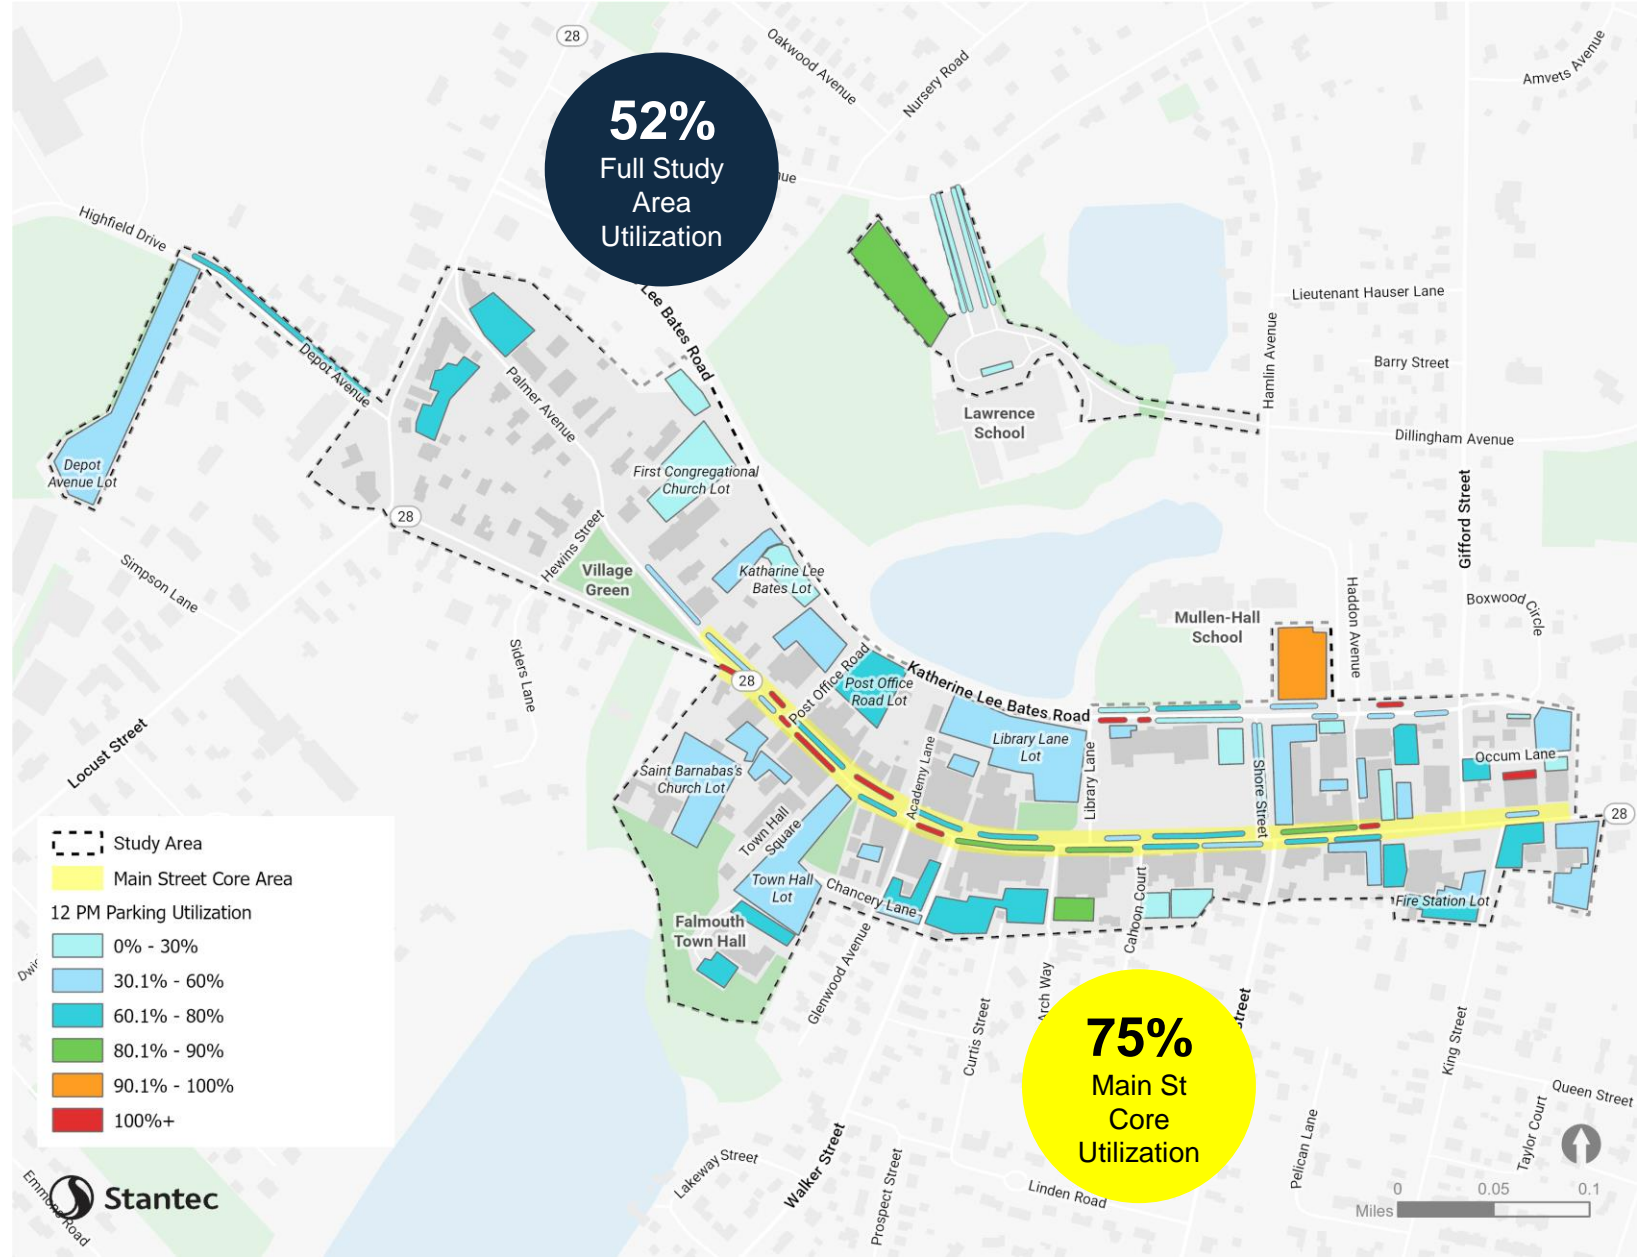 28
Oakwood Avenue
Nursery Road
Amvets Avenue
52%
Full Study
Area
Utilization
nue
Highfield Drive
Lee Bates Road
Lieutenant Hauser Lane
Hamlin Avenue
Barry Street
Depot Avenue
Palmer Avenue
Lawrence
School
Dillingham Avenue
Depot
Avenue Lot
First Congregational
Church Lot
Gifford Street
28
Hewins Street
Simpson Lane
Village
Green
Katharine Lee
Bates Lot
Mullen-Hall
School
Haddon Avenue
Boxwood Circle
Siders Lane
28
Post Office Road
Post Office
Road Lot
Katherine Lee Bates Road
Locust Street
Saint Barnabas's
Church Lot
Academy Lane
Library Lane
Lot
Library Lane
Shore Street
Occum Lane
28
Town Hall
Square
Town Hall
Lot
Chancery Lane
Cahoon Court
Fire Station Lot
Falmouth
Town Hall
Study Area
Main Street Core Area
12 PM Parking Utilization
0% - 30%
30.1% - 60%
60.1% - 80%
80.1% - 90%
90.1% - 100%
100%+
Glenwood Avenue
Curtis Street
Arch Way
75%
Main St
Core
Utilization
treet
King Street
Queen Street
Taylor Court
Pelican Lane
Lakeway Street
Walker Street
Prospect Street
Linden Road
Stantec
Road
0 0.05 0.1
Miles